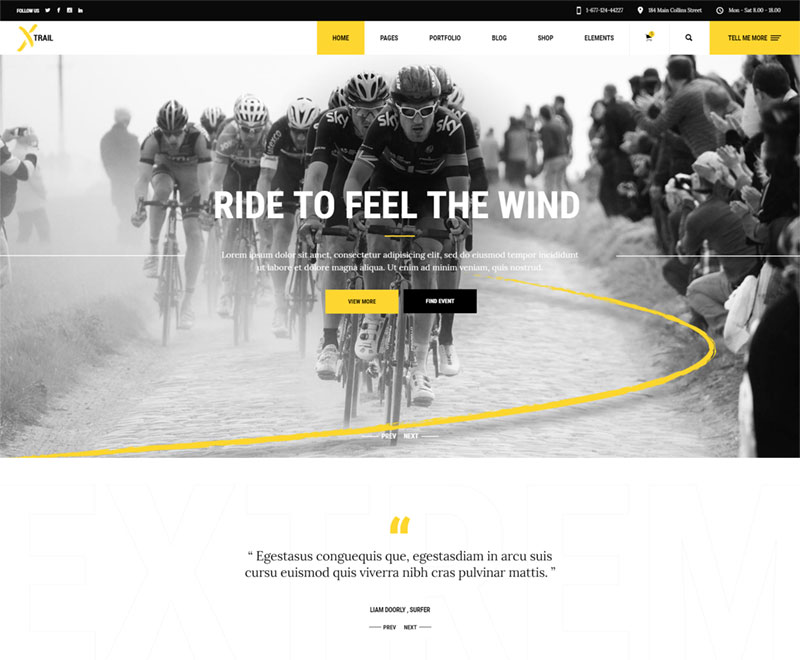 FOLLOW US
1-677-124-44227
184 Main Collins Street
Mon - Sat 8.00 - 18.00
X TRAIL
HOME
PAGES
PORTFOLIO
BLOG
SHOP
ELEMENTS
TELL ME MORE
sky
sky
sky
RIDE TO FEEL THE WIND
Lorem ipsum dolor sit amet, consectetur adipisicing elit, sed do eiusmod tempor incididunt
ut labore et dolore magna aliqua. Ut enim ad minim veniam, quis nostrud.
VIEW MORE
FIND EVENT
PREV NEXT
EXTREM
“ Egestasus conguequis que, egestasdiam in arcu suis
cursu euismod quis viverra nibh cras pulvinar mattis. ”
LIAM DOORLY , SURFER
PREV NEXT